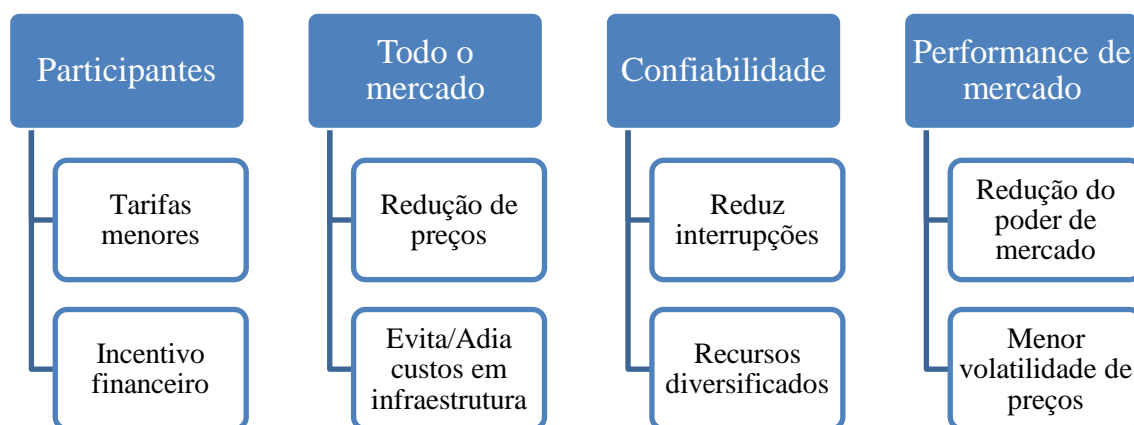 Participantes
Tarifas
menores
Incentivo
financeiro
Todo o
mercado
Redução de
preços
Evita/Adia
custos em
infraestrutura
Confiabilidade
Reduz
interrupções
Recursos
diversificados
Performance de
mercado
Redução do
poder de
mercado
Menor
volatilidade de
preços